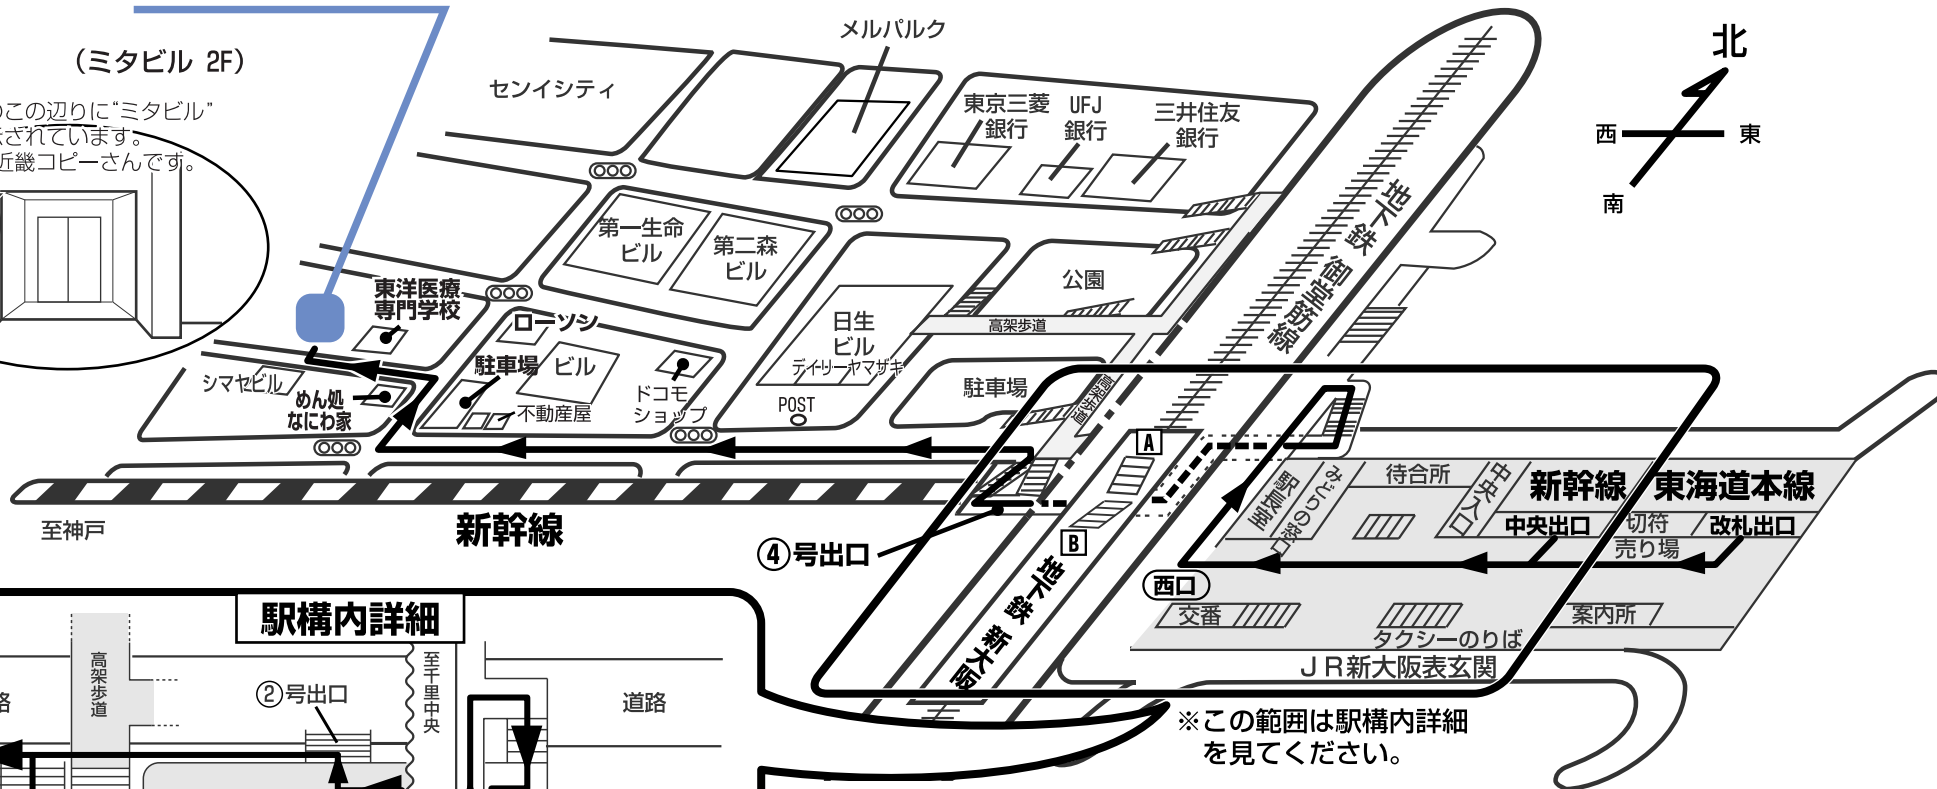 （ミタビル 2F）
この辺りに“ミタビル”
されています。
近畿コピーさんです。
メルパルク
センイシティ
東京三菱
銀行
UFJ
銀行
三井住友
銀行
北
西
東
南
第一生命
ビル
第二森
ビル
公園
高架歩道
地下鉄 御堂筋線
東洋医療
専門学校
ローソン
日生
ビル
デイリーヤマザキ
駐車場
ビル
ドコモ
ショップ
不動産屋
POST
駐車場
高架歩道
シマヤビル
めん処
なにわ家
至神戸
新幹線
④号出口
A
B
地下鉄 新大阪
西口
駅長室
みどりの窓口
待合所
中央入口
新幹線
東海道本線
中央出口
切符
売り場
改札出口
交番
タクシーのりば
案内所
JR新大阪表玄関
※この範囲は駅構内詳細
を見てください。
駅構内詳細
高架歩道
②号出口
至千里中央
道路